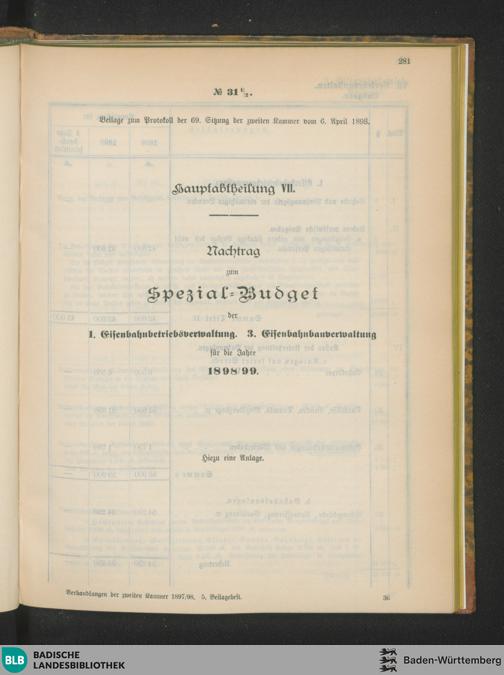 281
№ 31 c/2.
Beilage zum Protokoll der 69. Sitzung der zweiten Kammer vom 6. April 1898.
Hauptabtheilung VII.
Nachtrag
zum
Spezial-Budget
der
1. Eisenbahnbetriebsverwaltung. 3. Eisenbahnbauverwaltung
für die Jahre
1898/99.
Hiezu eine Anlage.
Verhandlungen der zweiten Kammer 1897/98. 5. Beilagenheft.
36
BLB BADISCHE
LANDESBIBLIOTHEK
Baden-Württemberg